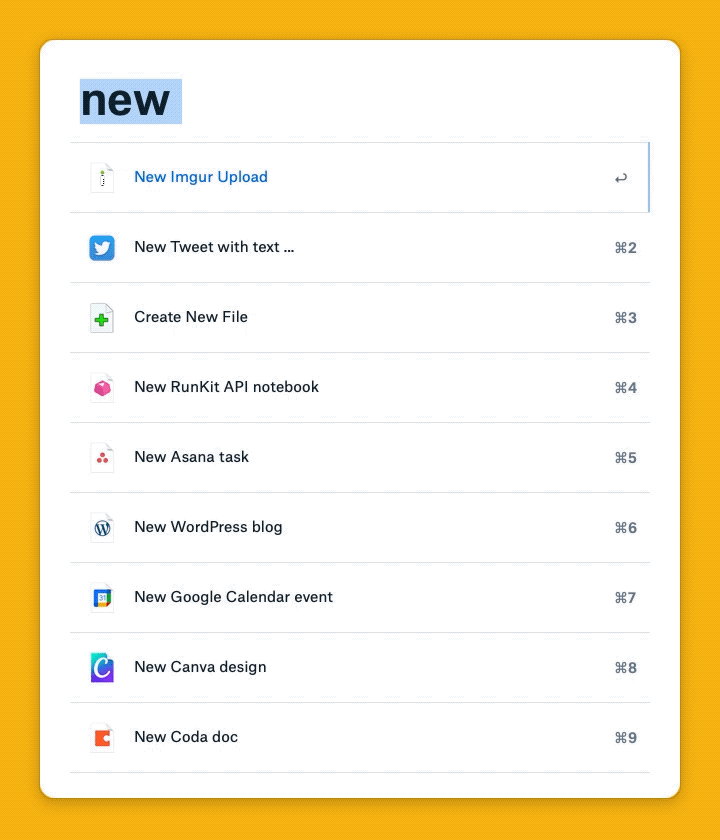 new
New Imgur Upload ↩
New Tweet with text ... ⌘2
Create New File ⌘3
New RunKit API notebook ⌘4
New Asana task ⌘5
New WordPress blog ⌘6
31
New Google Calendar event ⌘7
New Canva design ⌘8
New Coda doc ⌘9